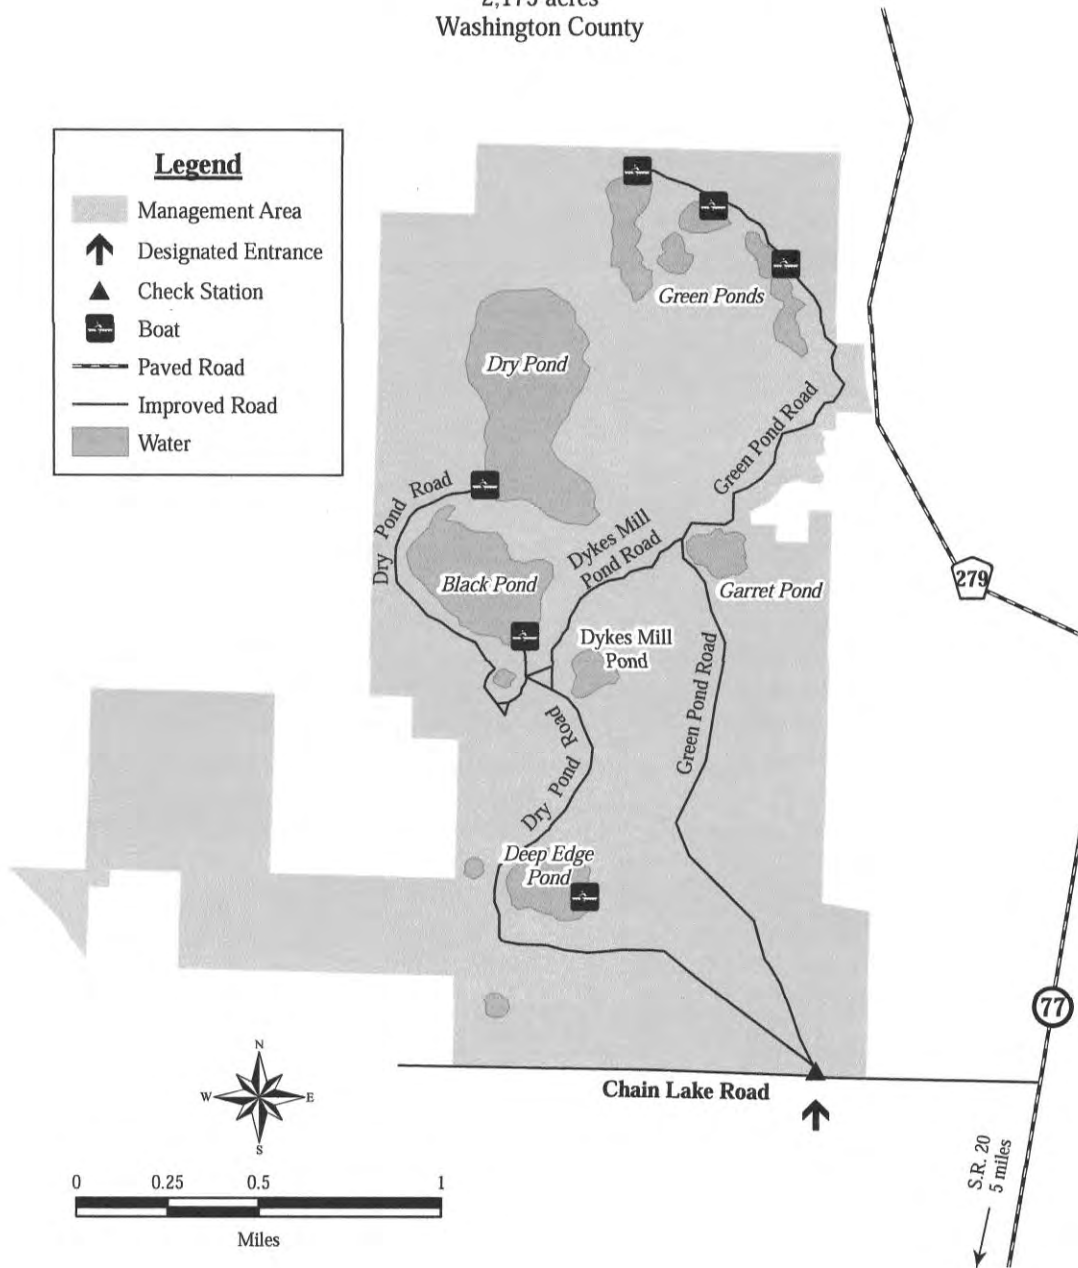 2,175 acres
Washington County
Legend
Management Area
Designated Entrance
Check Station
Boat
Paved Road
Improved Road
Water
Green Ponds
Dry Pond
Green Pond Road
Dry Pond Road
Dykes Mill
Pond Road
Black Pond
279
Garret Pond
Dykes Mill
Pond
Green Pond Road
Dry Pond Road
Deep Edge
Pond
77
Chain Lake Road
N
W
E
S
S.R. 20
5 miles
0 0.25 0.5 1
Miles